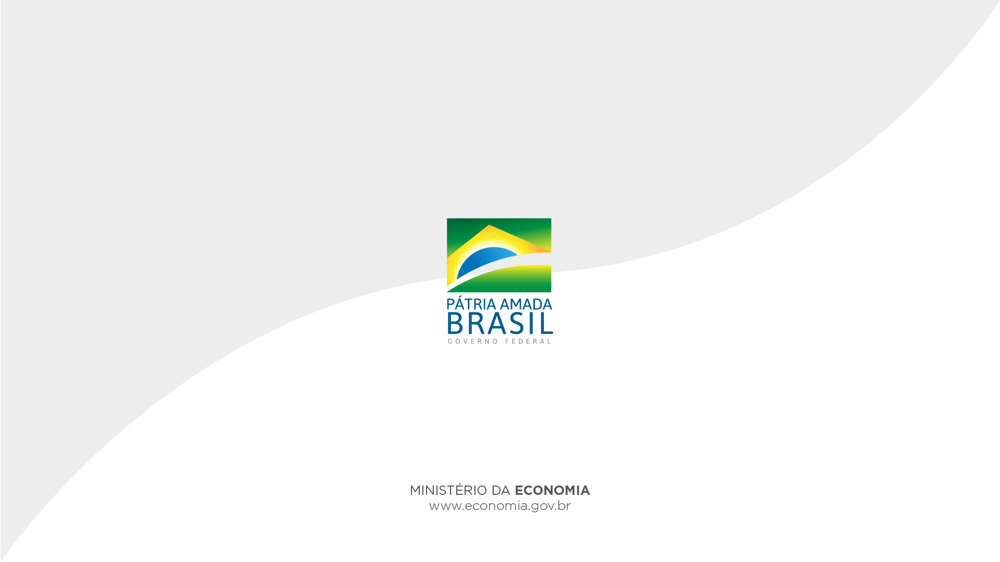 PÁTRIA AMADA
BRASIL
GOVERNO FEDERAL
MINISTÉRIO DA ECONOMIA
www.economia.gov.br